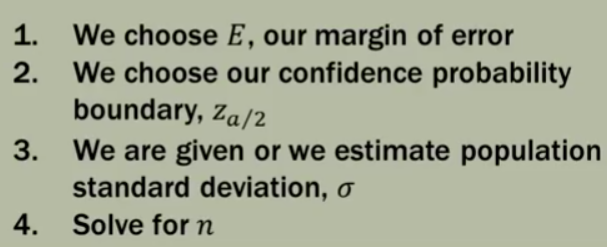 1. We choose E, our margin of error
2. We choose our confidence probability
boundary, z_{a/2}
3. We are given or we estimate population
standard deviation, σ
4. Solve for n